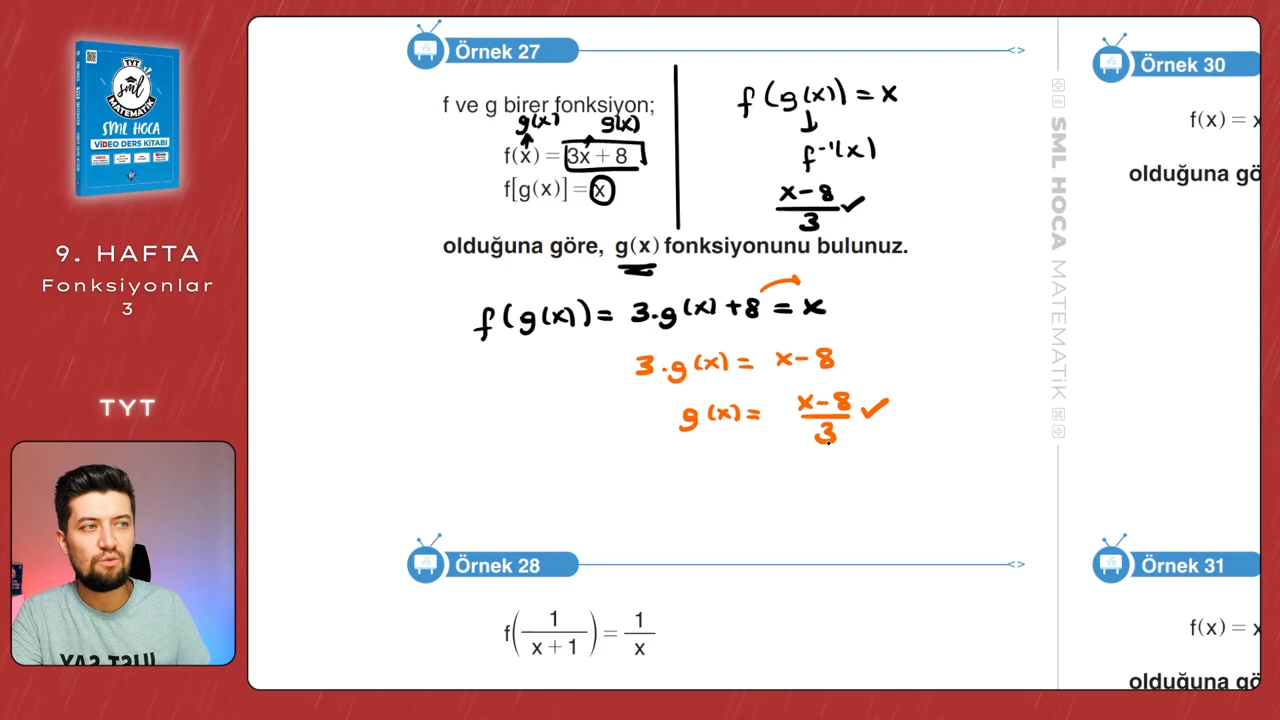 TYT
sml
MATEMATİK
SML HOCA
VİDEO DERS KİTABI
9. HAFTA
Fonksiyonlar
3
TYT
Örnek 27
f ve g birer fonksiyon;
g(x) g(x)
f(x) = 3x + 8
f[g(x)] = x
f(g(x)) = x
f⁻¹(x)
x-8
3
olduğuna göre, g(x) fonksiyonunu bulunuz.
f(g(x)) = 3.g(x)+8 = x
3.g(x) = x-8
g(x) = x-8
3
Örnek 28
f(1/(x + 1)) = 1/x
SML HOCA MATEMATİK
Örnek 30
f(x) = x
olduğuna gö
Örnek 31
f(x) = x
olduğuna gö